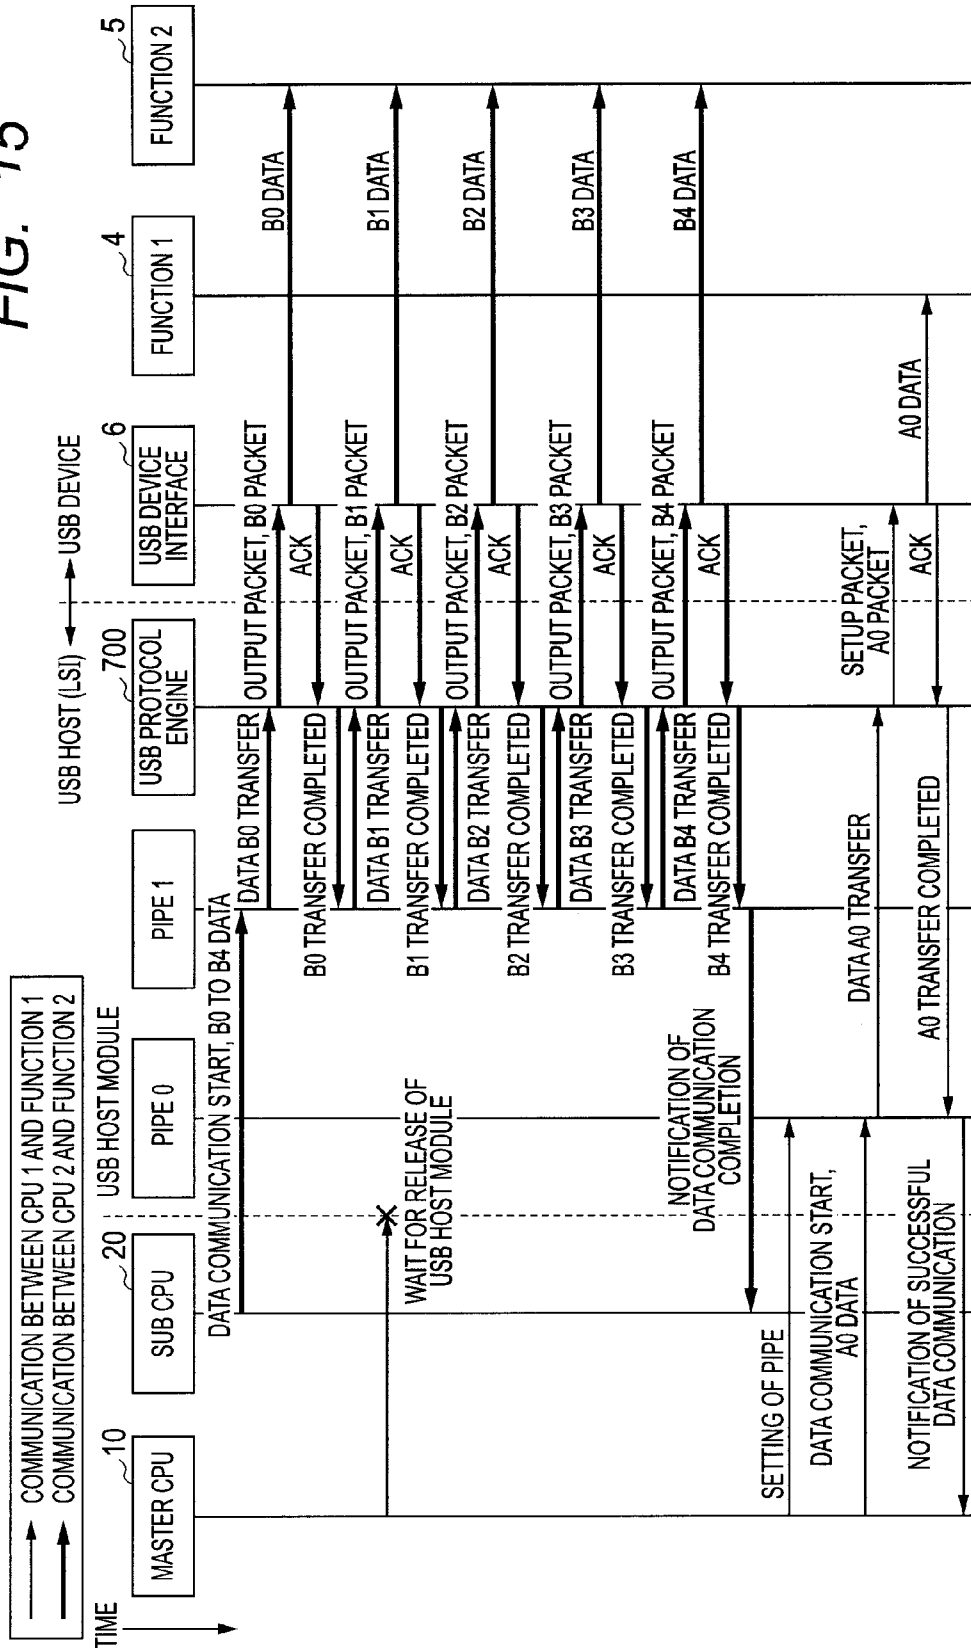 FIG. 15
COMMUNICATION BETWEEN CPU 1 AND FUNCTION 1
COMMUNICATION BETWEEN CPU 2 AND FUNCTION 2
TIME
USB HOST MODULE
USB HOST (LSI)
USB DEVICE
10
20
700
6
4
5
MASTER CPU
SUB CPU
PIPE 0
PIPE 1
USB PROTOCOL
ENGINE
USB DEVICE
INTERFACE
FUNCTION 1
FUNCTION 2
DATA COMMUNICATION START, B0 TO B4 DATA
DATA B0 TRANSFER
OUTPUT PACKET, B0 PACKET
B0 DATA
ACK
B0 TRANSFER COMPLETED
DATA B1 TRANSFER
OUTPUT PACKET, B1 PACKET
B1 DATA
WAIT FOR RELEASE OF
USB HOST MODULE
ACK
B1 TRANSFER COMPLETED
DATA B2 TRANSFER
OUTPUT PACKET, B2 PACKET
B2 DATA
ACK
B2 TRANSFER COMPLETED
DATA B3 TRANSFER
OUTPUT PACKET, B3 PACKET
B3 DATA
ACK
B3 TRANSFER COMPLETED
DATA B4 TRANSFER
OUTPUT PACKET, B4 PACKET
B4 DATA
ACK
B4 TRANSFER COMPLETED
NOTIFICATION OF
DATA COMMUNICATION
COMPLETION
SETTING OF PIPE
DATA COMMUNICATION START,
A0 DATA
DATA A0 TRANSFER
SETUP PACKET,
A0 PACKET
A0 DATA
ACK
A0 TRANSFER COMPLETED
NOTIFICATION OF SUCCESSFUL
DATA COMMUNICATION